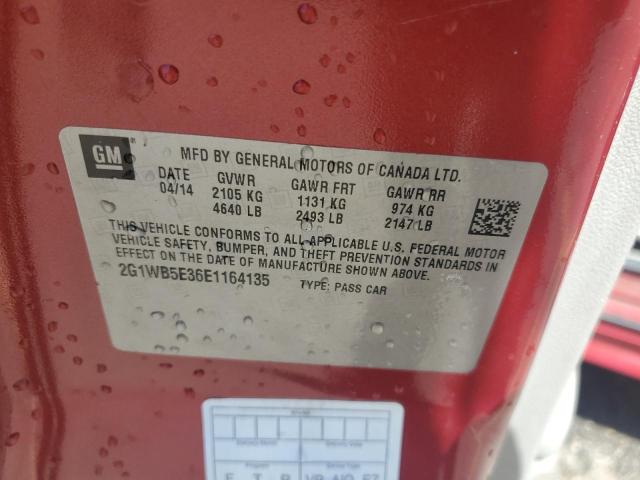 GM
MFD BY GENERAL MOTORS OF CANADA LTD.
DATE GVWR GAWR FRT GAWR RR
04/14 2105 KG 1131 KG 974 KG
4640 LB 2493 LB 2147 LB
THIS VEHICLE CONFORMS TO ALL APPLICABLE U.S. FEDERAL MOTOR
VEHICLE SAFETY, BUMPER, AND THEFT PREVENTION STANDARDS IN
EFFECT ON THE DATE OF MANUFACTURE SHOWN ABOVE.
2G1WB5E36E1164135 TYPE: PASS CAR